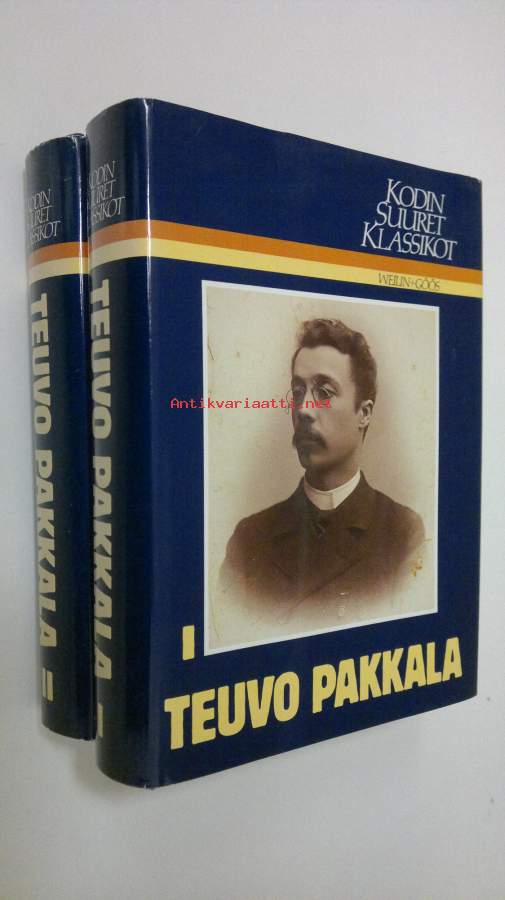 KODIN
SUURET
KLASSIKOT
TEUVO PAKKALA
II
KODIN
SUURET
KLASSIKOT
TEUVO PAKKALA
I
KODIN
SUURET
KLASSIKOT
WEILIN+GÖÖS
Antikvariaatti.net
I
TEUVO PAKKALA